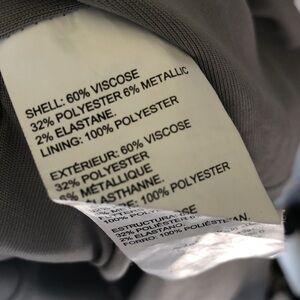 SHELL: 60% VISCOSE
32% POLYESTER 6% METALLIC
2% ELASTANE.
LINING: 100% POLYESTER
EXTÉRIEUR: 60% VISCOSE
32% POLYESTER
MÉTALLIQUE
ÉLASTHANNE.
100% POLYESTER
ESTRUCTURA
32% POLIÉSTER
2% ELASTANO
FORRO: 100% POLIÉSTER